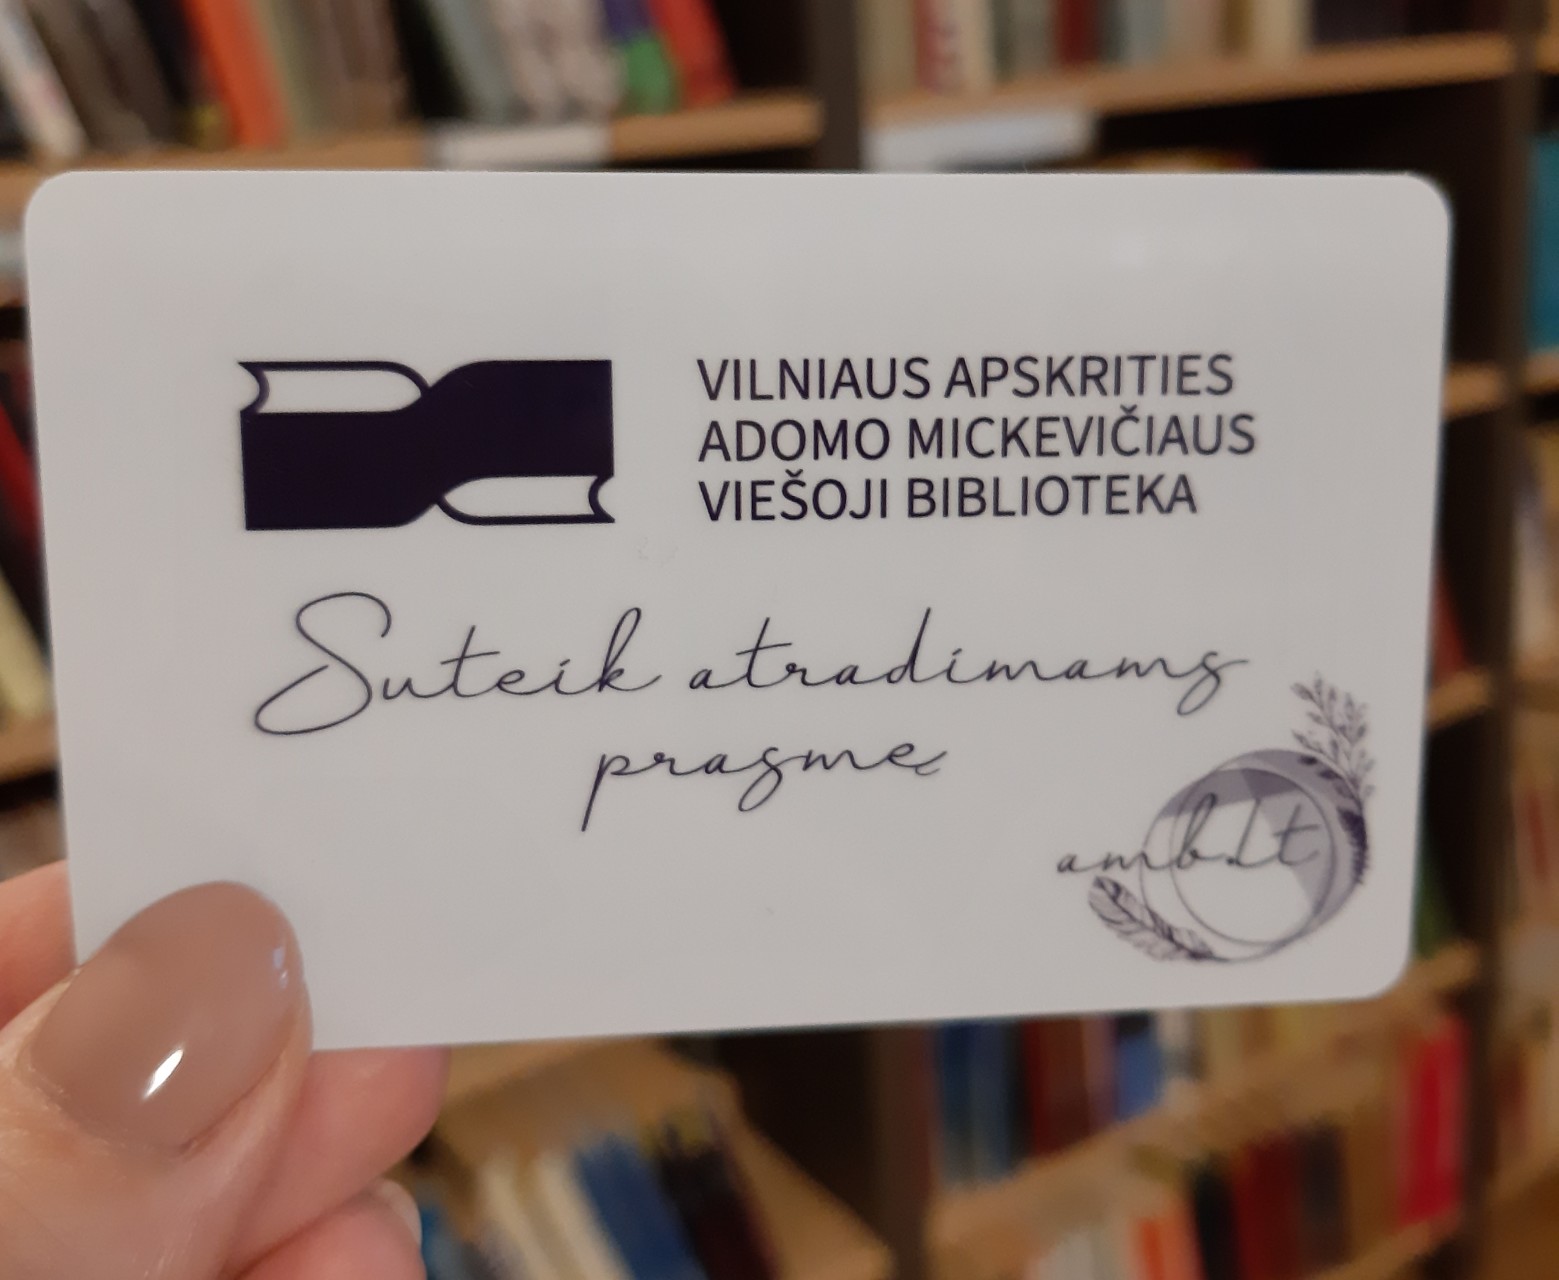 VILNIAUS APSKRITIES
ADOMO MICKEVIČIAUS
VIEŠOJI BIBLIOTEKA
Suteik atradimams
prasmę
amb.lt